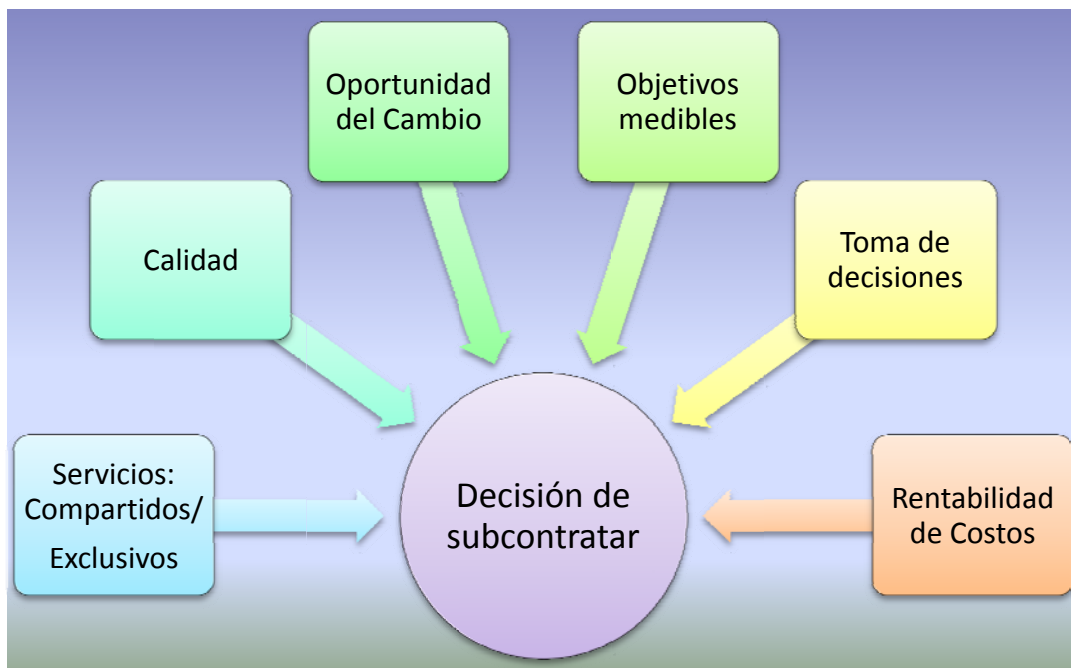 Oportunidad
del Cambio
Objetivos
medibles
Calidad
Toma de
decisiones
Servicios:
Compartidos/
Exclusivos
Decisión de
subcontratar
Rentabilidad
de Costos